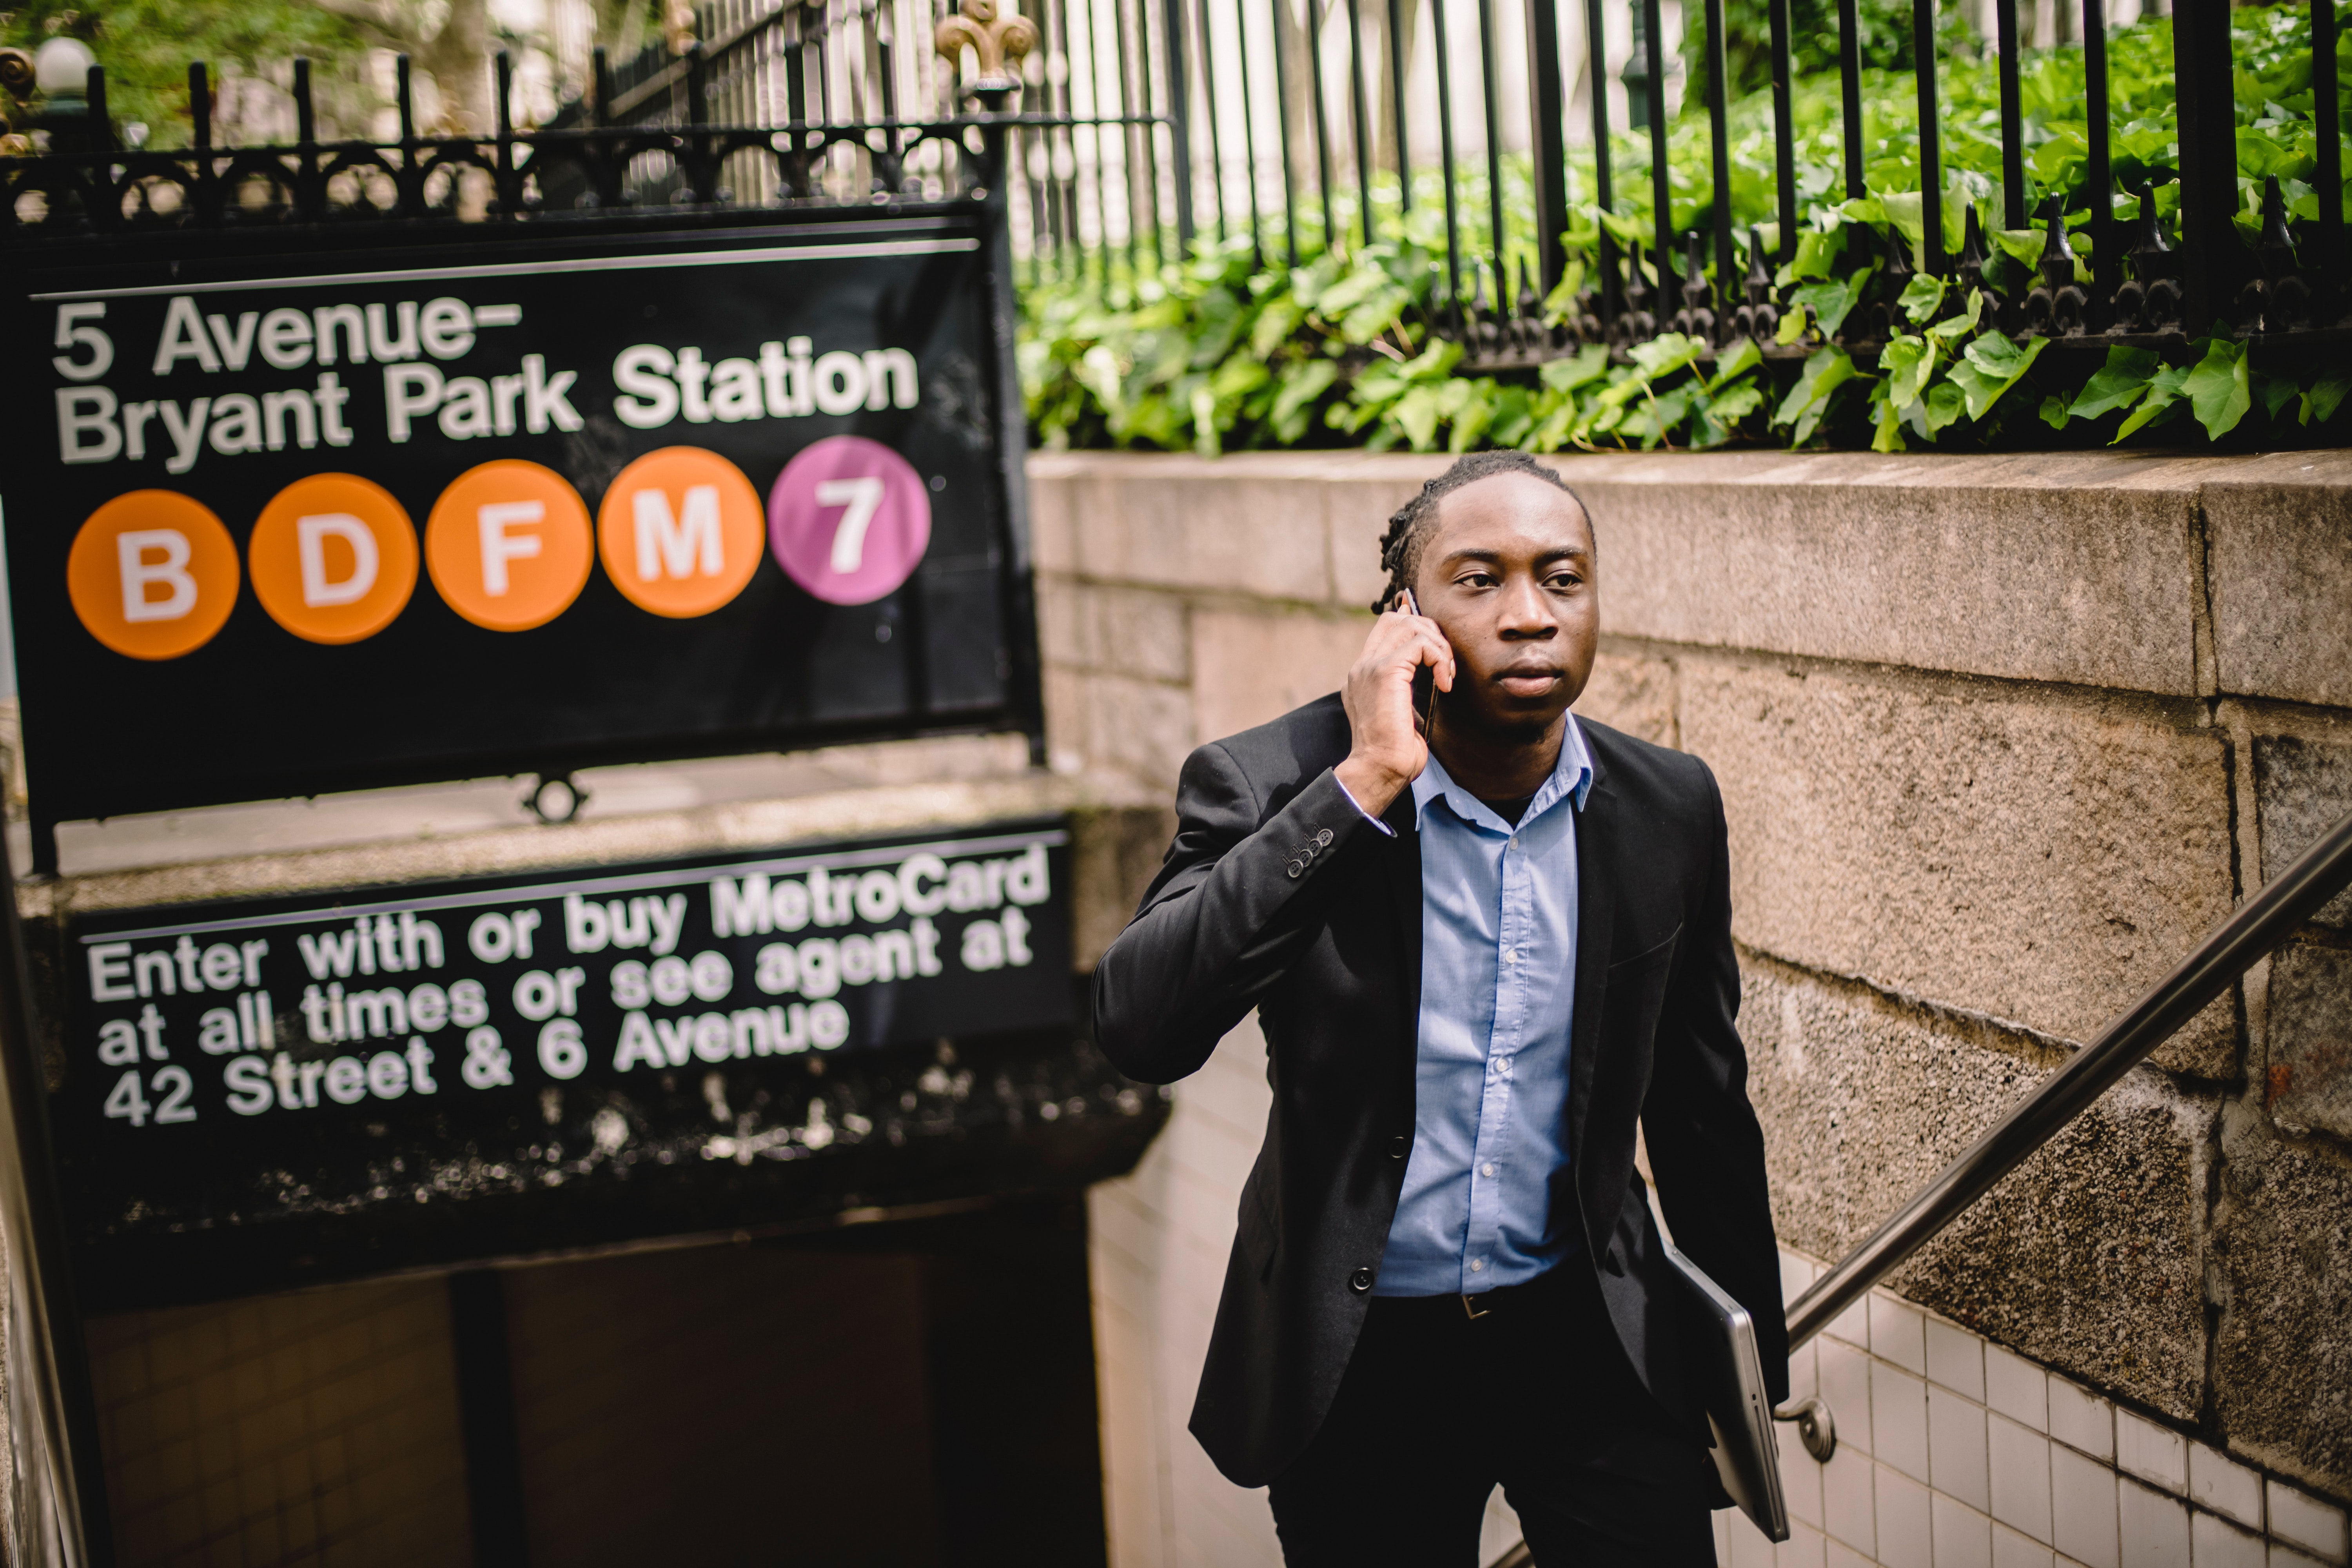 5 Avenue-
Bryant Park Station
B D F M 7
Enter with or buy MetroCard
at all times or see agent at
42 Street & 6 Avenue